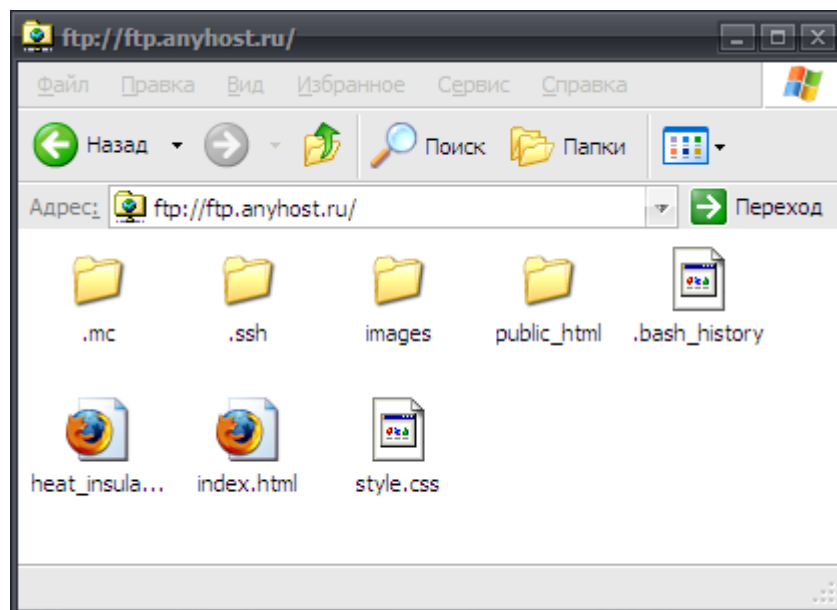 ftp://ftp.anyhost.ru/
Файл Правка Вид Избранное Сервис Справка
Назад Поиск Папки
Адрес: ftp://ftp.anyhost.ru/ Переход
.mc .ssh images public_html .bash_history
heat_insula... index.html style.css